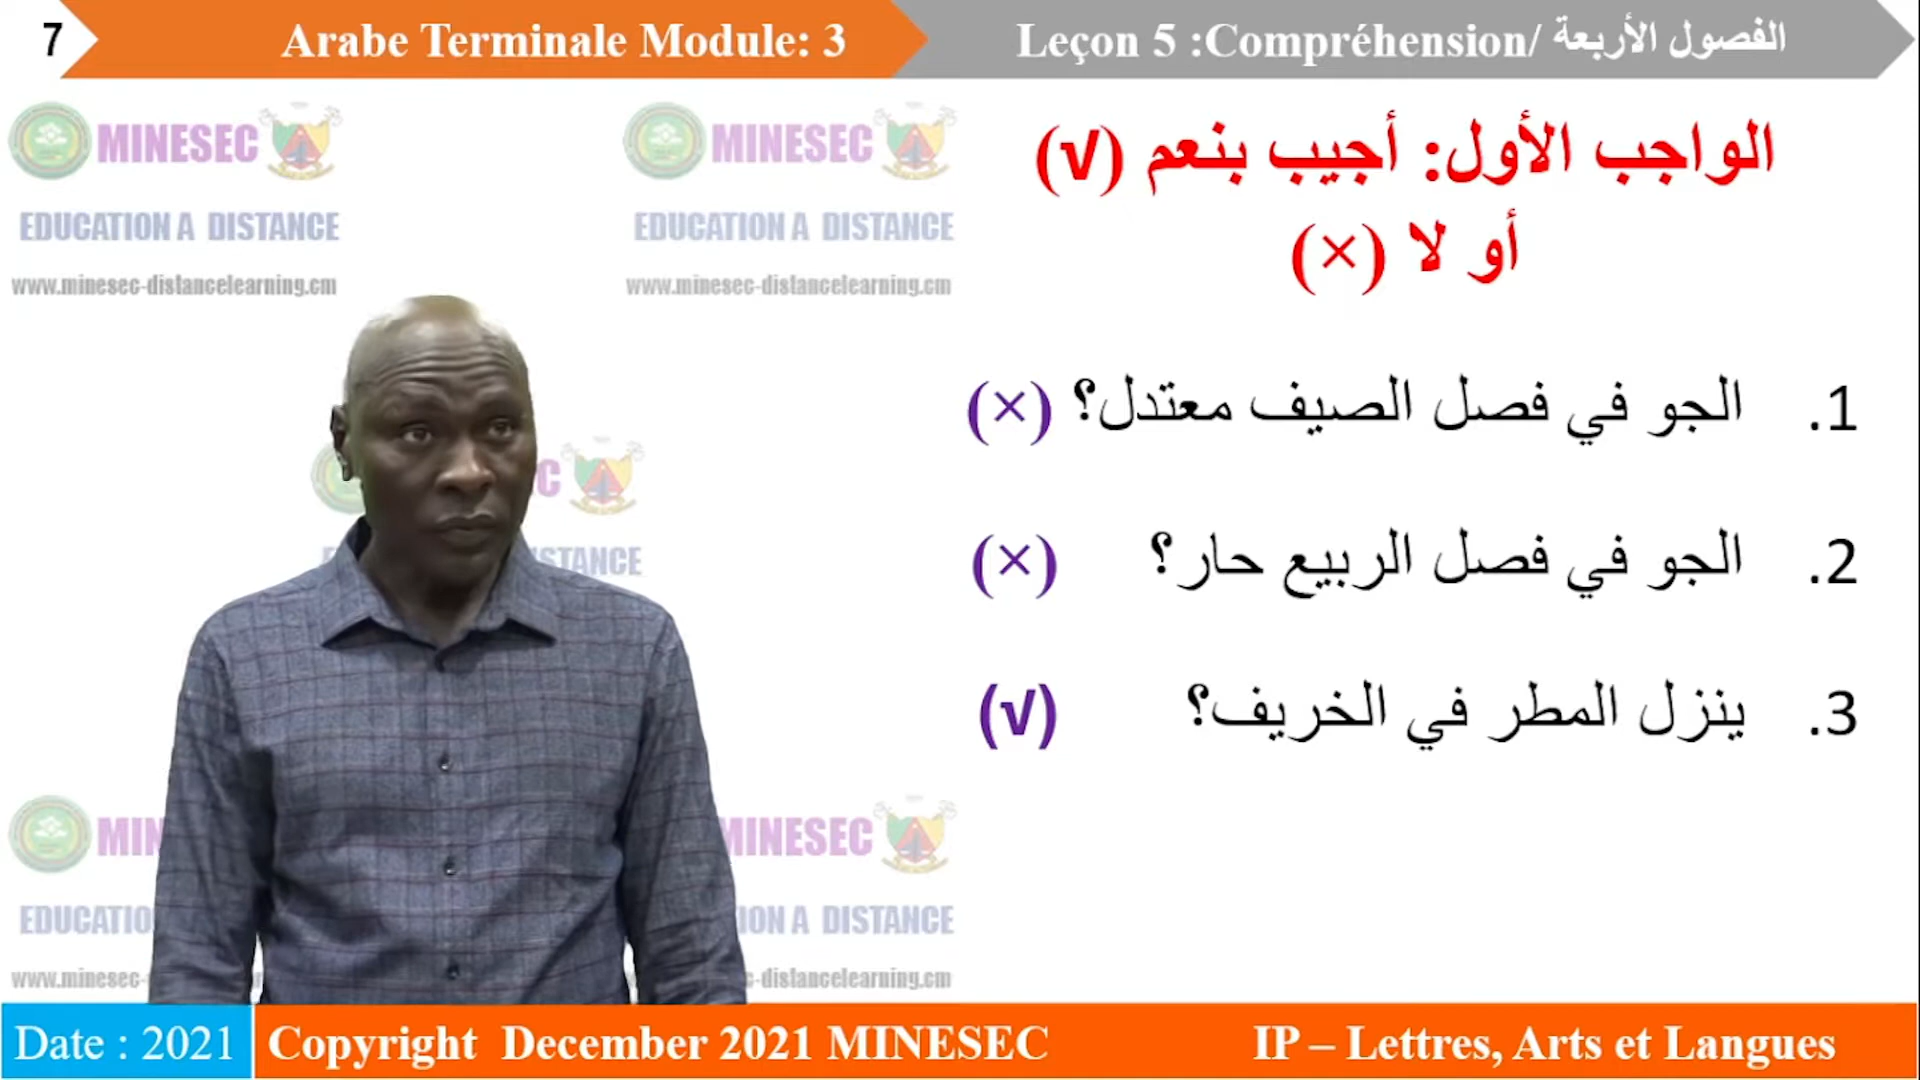 7
Arabe Terminale Module: 3
Leçon 5 :Compréhension/ الفصول الأربعة
MINESEC
EDUCATION A DISTANCE
www.minesec-distancelearning.cm
MINESEC
EDUCATION A DISTANCE
www.minesec-distancelearning.cm
الواجب الأول: أجيب بنعم (√)
أو لا (×)
1. الجو في فصل الصيف معتدل؟ (×)
2. الجو في فصل الربيع حار؟ (×)
3. ينزل المطر في الخريف؟ (√)
MINESEC
ION A DISTANCE
-distancelearning.cm
Date : 2021
Copyright December 2021 MINESEC
IP – Lettres, Arts et Langues